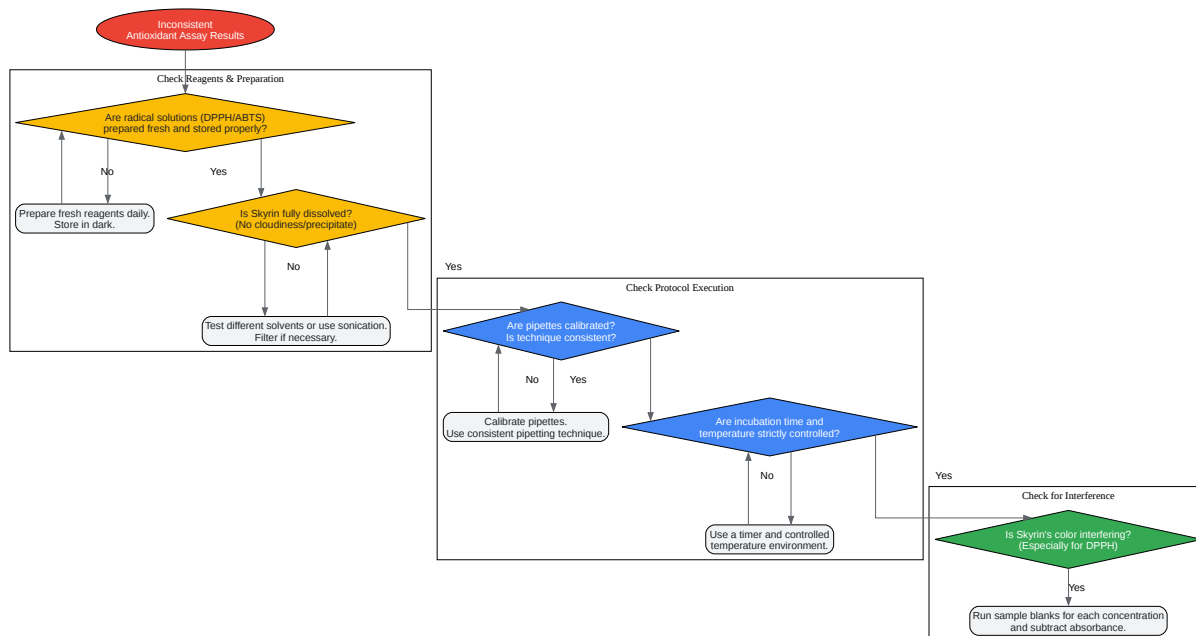 Inconsistent
Antioxidant Assay Results
Check Reagents & Preparation
Are radical solutions (DPPH/ABTS)
prepared fresh and stored properly?
No
Yes
Prepare fresh reagents daily.
Store in dark.
Is Skyrin fully dissolved?
(No cloudiness/precipitate)
No
Yes
Test different solvents or use sonication.
Filter if necessary.
Check Protocol Execution
Are pipettes calibrated?
Is technique consistent?
No
Yes
Calibrate pipettes.
Use consistent pipetting technique.
Are incubation time and
temperature strictly controlled?
No
Yes
Use a timer and controlled
temperature environment.
Check for Interference
Is Skyrin's color interfering?
(Especially for DPPH)
Yes
Run sample blanks for each concentration
and subtract absorbance.